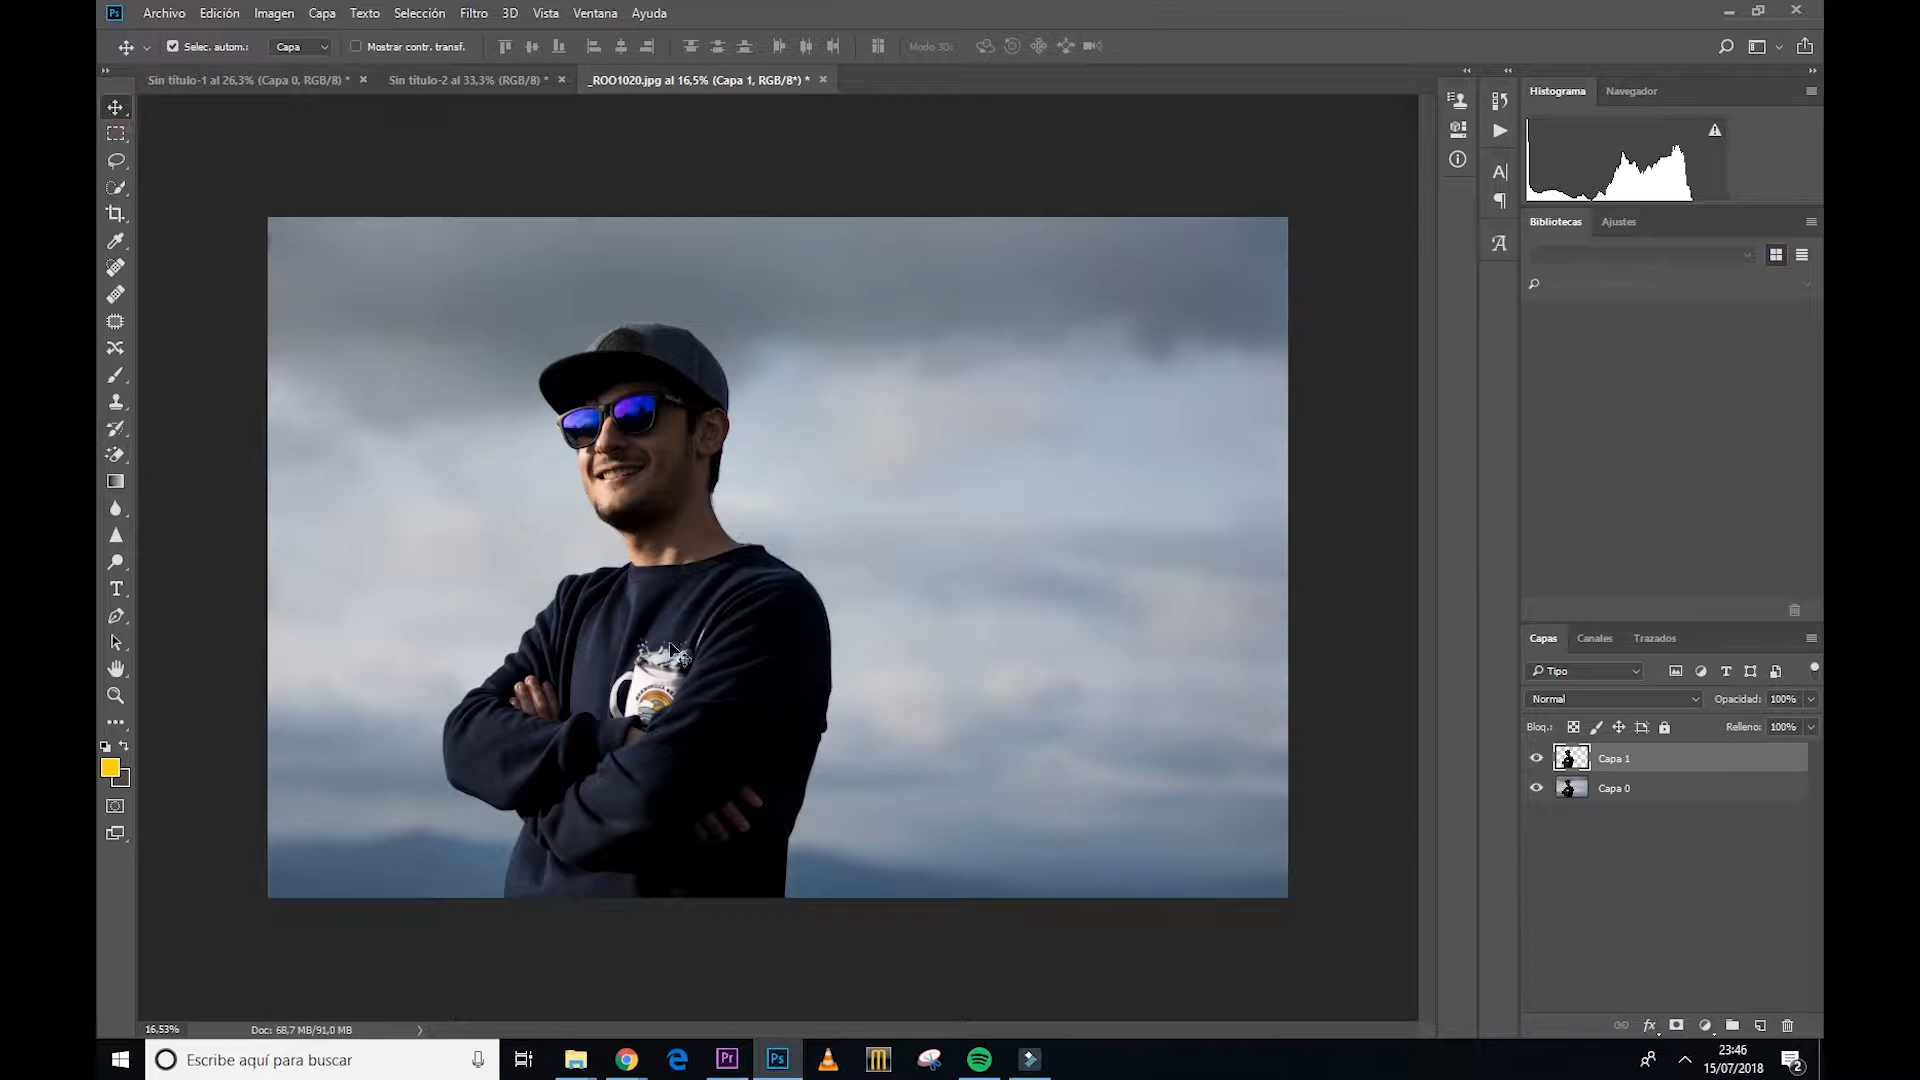 Ps Archivo Edición Imagen Capa Texto Selección Filtro 3D Vista Ventana Ayuda
Selec. autom.: Capa Mostrar contr. transf. Modo 3D:
Sin título-1 al 26,3% (Capa 0, RGB/8) * × Sin título-2 al 33,3% (RGB/8) * × _ROO1020.jpg al 16,5% (Capa 1, RGB/8*) * ×
Histograma Navegador
Bibliotecas Ajustes
Capas Canales Trazados
Tipo
Normal Opacidad: 100%
Bloq.: Relleno: 100%
Capa 1
Capa 0
16,53% Doc: 68,7 MB/91,0 MB
Escribe aquí para buscar
Pr Ps
23:46
15/07/2018
2